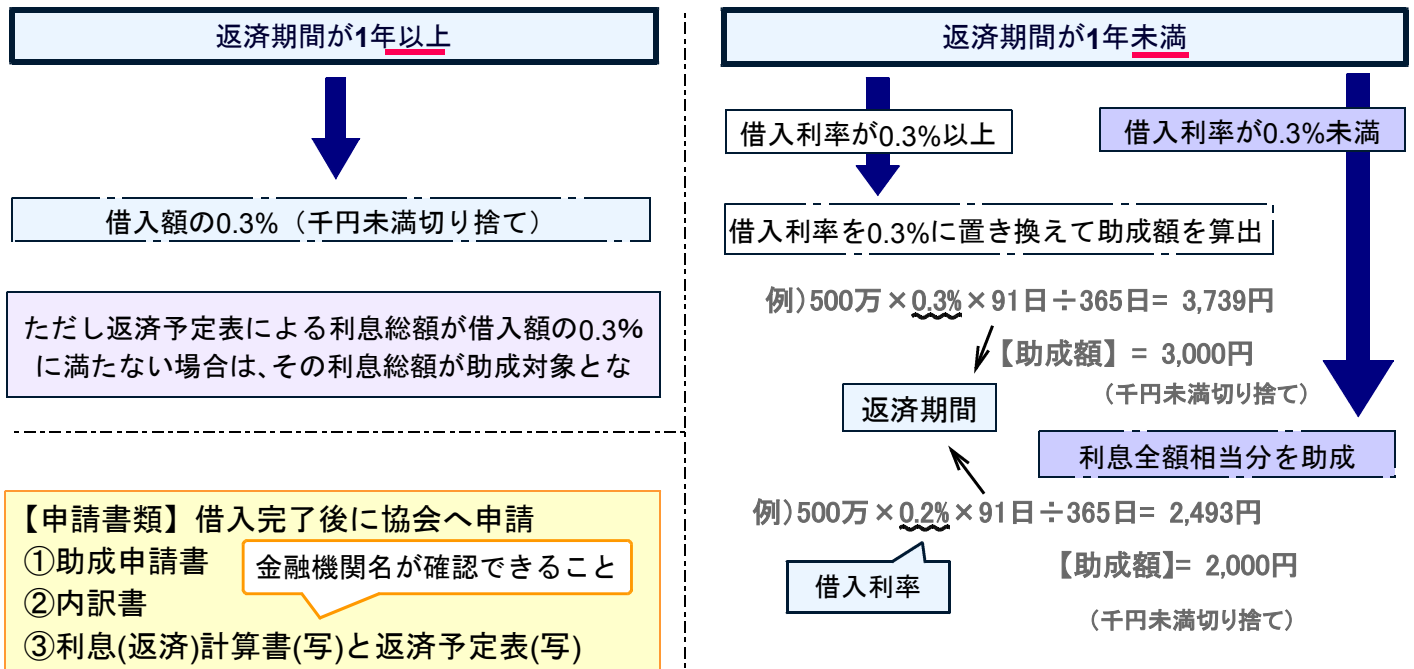 返済期間が1年以上
借入額の0.3%（千円未満切り捨て）
ただし返済予定表による利息総額が借入額の0.3%
に満たない場合は、その利息総額が助成対象とな
【申請書類】借入完了後に協会へ申請
①助成申請書
金融機関名が確認できること
②内訳書
③利息(返済)計算書(写)と返済予定表(写)
返済期間が1年未満
借入利率が0.3%以上
借入利率が0.3%未満
借入利率を0.3%に置き換えて助成額を算出
例)500万×0.3%×91日÷365日= 3,739円
【助成額】= 3,000円
(千円未満切り捨て)
返済期間
利息全額相当分を助成
例)500万×0.2%×91日÷365日= 2,493円
借入利率
【助成額】= 2,000円
(千円未満切り捨て)